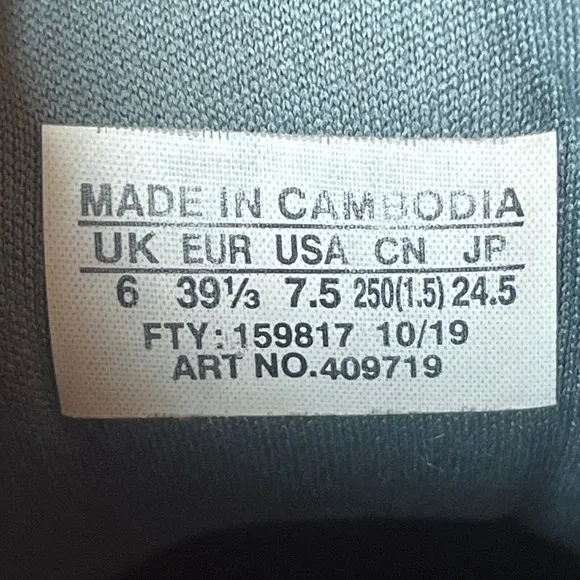 MADE IN CAMBODIA
UK EUR USA CN JP
6 39⅓ 7.5 250(1.5) 24.5
FTY: 159817 10/19
ART NO.409719